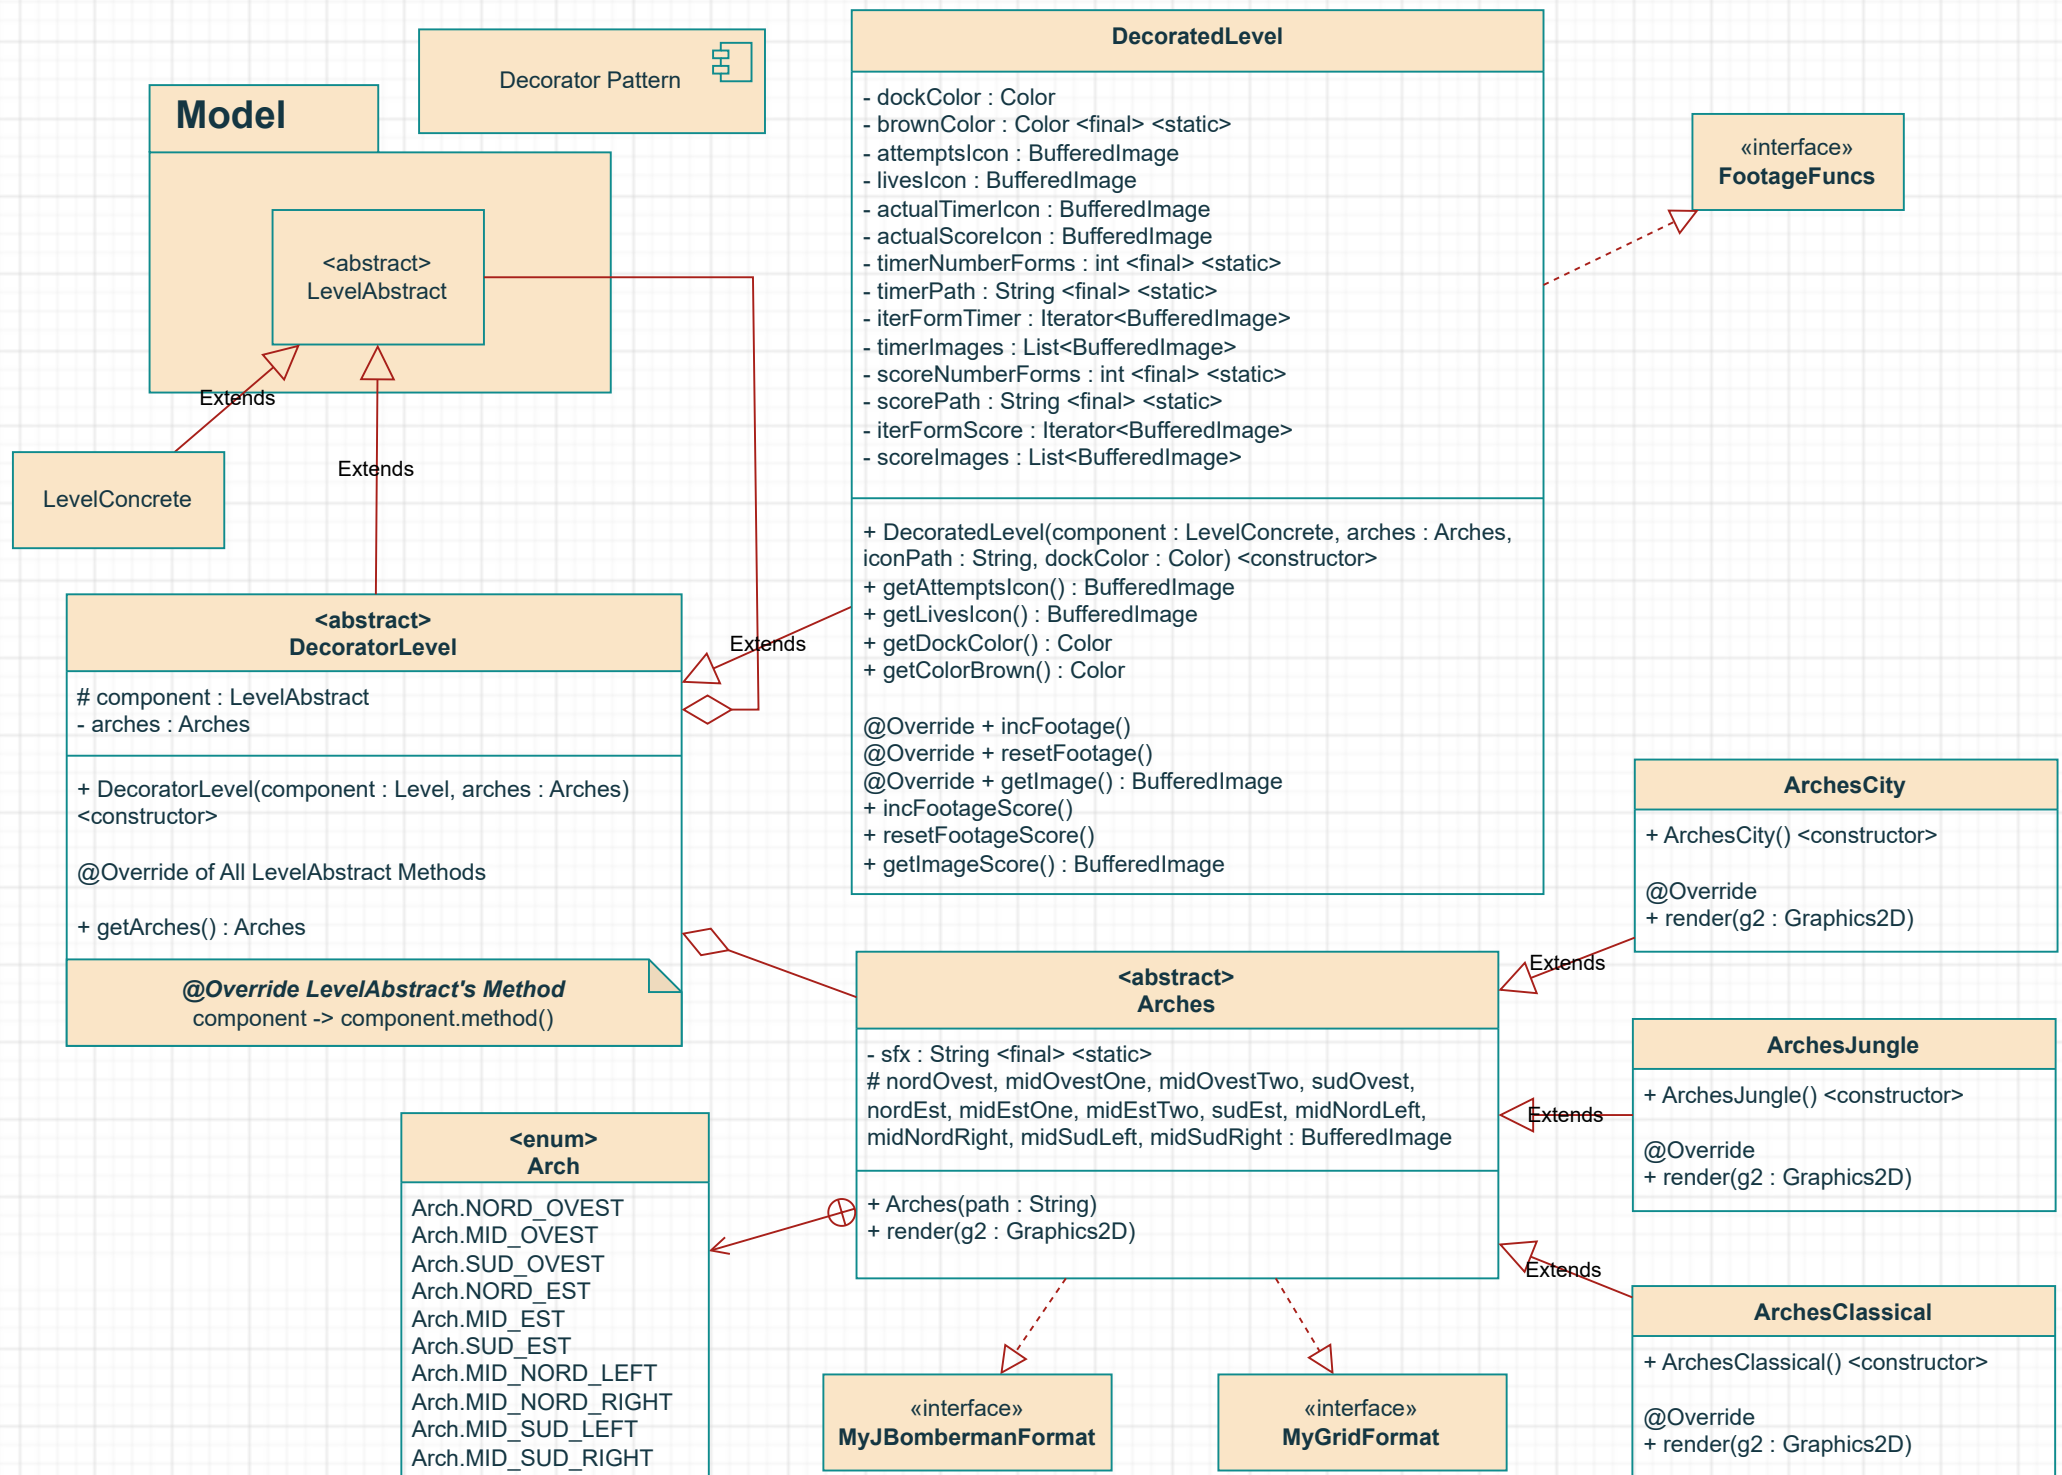 Decorator Pattern
Model
<abstract>
LevelAbstract
Extends
Extends
LevelConcrete
<abstract>
DecoratorLevel
# component : LevelAbstract
- arches : Arches
+ DecoratorLevel(component : Level, arches : Arches)
<constructor>
@Override of All LevelAbstract Methods
+ getArches() : Arches
@Override LevelAbstract's Method
component -> component.method()
Extends
DecoratedLevel
- dockColor : Color
- brownColor : Color <final> <static>
- attemptsIcon : BufferedImage
- livesIcon : BufferedImage
- actualTimerIcon : BufferedImage
- actualScoreIcon : BufferedImage
- timerNumberForms : int <final> <static>
- timerPath : String <final> <static>
- iterFormTimer : Iterator<BufferedImage>
- timerImages : List<BufferedImage>
- scoreNumberForms : int <final> <static>
- scorePath : String <final> <static>
- iterFormScore : Iterator<BufferedImage>
- scoreImages : List<BufferedImage>
+ DecoratedLevel(component : LevelConcrete, arches : Arches,
iconPath : String, dockColor : Color) <constructor>
+ getAttemptsIcon() : BufferedImage
+ getLivesIcon() : BufferedImage
+ getDockColor() : Color
+ getColorBrown() : Color
@Override + incFootage()
@Override + resetFootage()
@Override + getImage() : BufferedImage
+ incFootageScore()
+ resetFootageScore()
+ getImageScore() : BufferedImage
«interface»
FootageFuncs
<abstract>
Arches
- sfx : String <final> <static>
# nordOvest, midOvestOne, midOvestTwo, sudOvest,
nordEst, midEstOne, midEstTwo, sudEst, midNordLeft,
midNordRight, midSudLeft, midSudRight : BufferedImage
+ Arches(path : String)
+ render(g2 : Graphics2D)
<enum>
Arch
Arch.NORD_OVEST
Arch.MID_OVEST
Arch.SUD_OVEST
Arch.NORD_EST
Arch.MID_EST
Arch.SUD_EST
Arch.MID_NORD_LEFT
Arch.MID_NORD_RIGHT
Arch.MID_SUD_LEFT
Arch.MID_SUD_RIGHT
«interface»
MyJBombermanFormat
«interface»
MyGridFormat
Extends
ArchesCity
+ ArchesCity() <constructor>
@Override
+ render(g2 : Graphics2D)
Extends
ArchesJungle
+ ArchesJungle() <constructor>
@Override
+ render(g2 : Graphics2D)
Extends
ArchesClassical
+ ArchesClassical() <constructor>
@Override
+ render(g2 : Graphics2D)